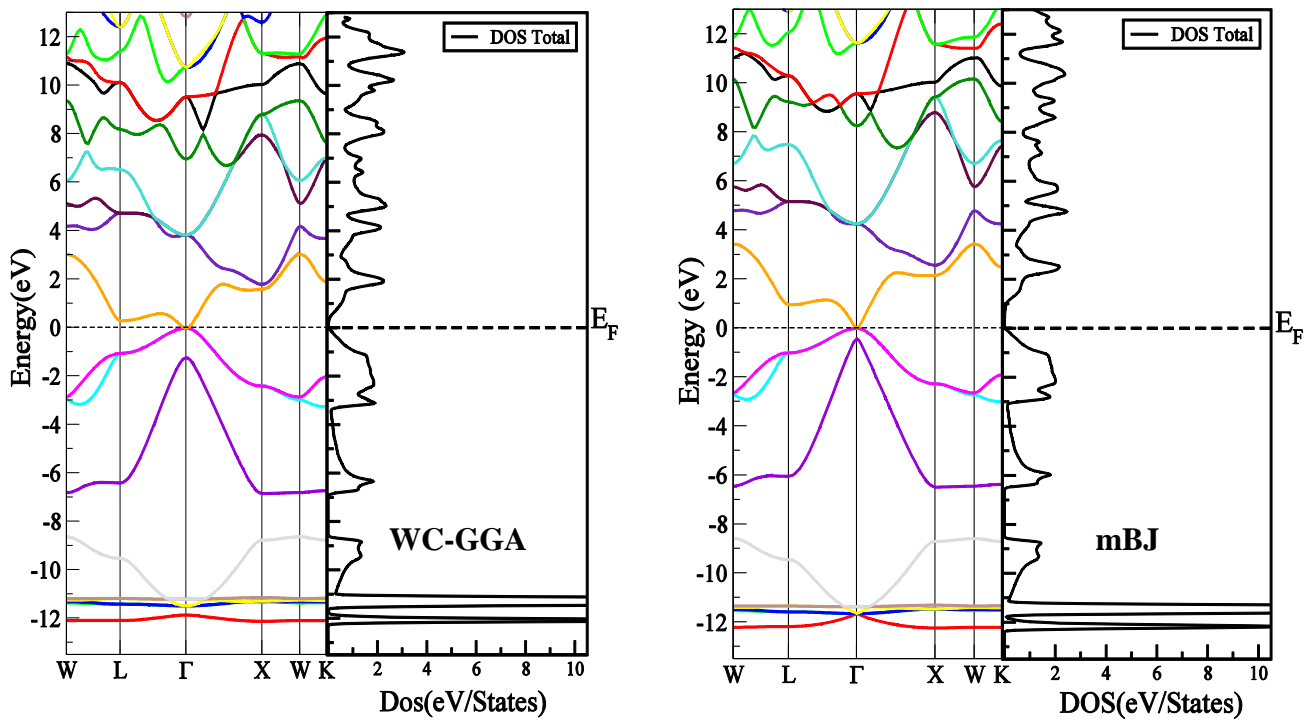 12
10
8
6
4
2
0
-2
-4
-6
-8
-10
-12
Energy(eV)
W L Γ X W K
DOS Total
E_F
WC-GGA
2 4 6 8 10
Dos(eV/States)
12
10
8
6
4
2
0
-2
-4
-6
-8
-10
-12
Energy (eV)
W L Γ X W K
DOS Total
E_F
mBJ
2 4 6 8 10
DOS(eV/States)